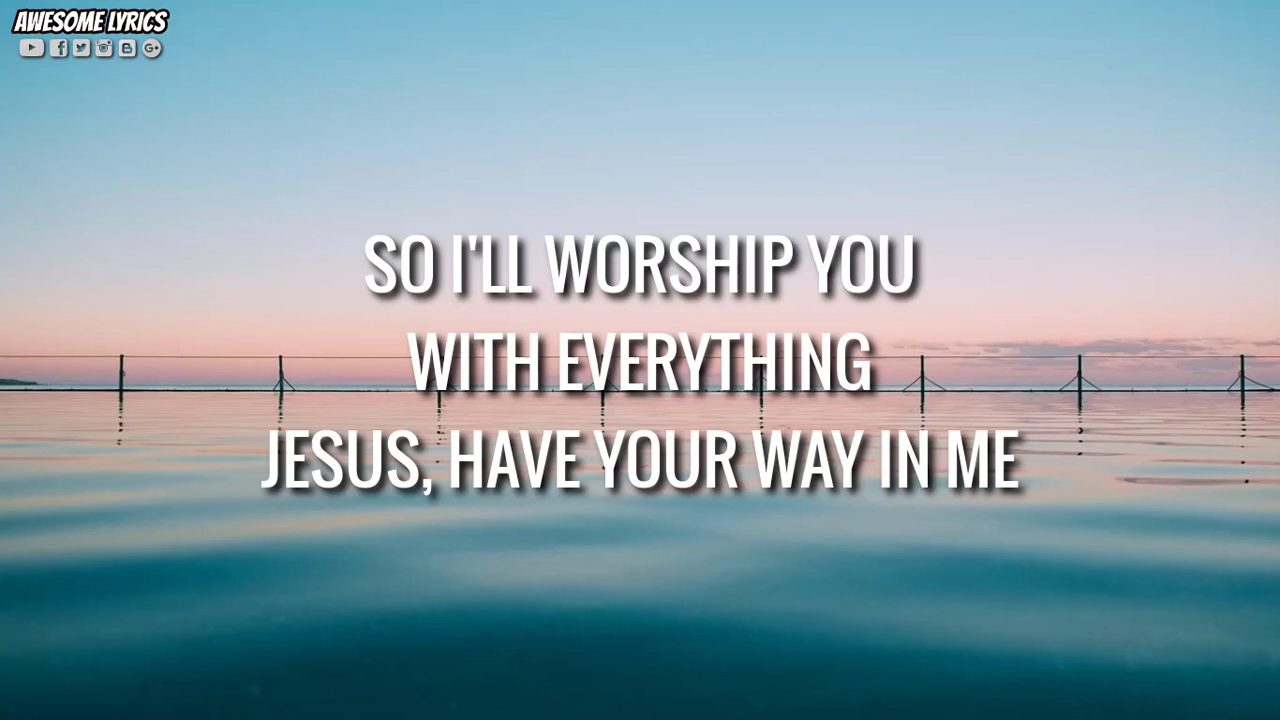 AWESOME LYRICS
SO I'LL WORSHIP YOU
WITH EVERYTHING
JESUS, HAVE YOUR WAY IN ME